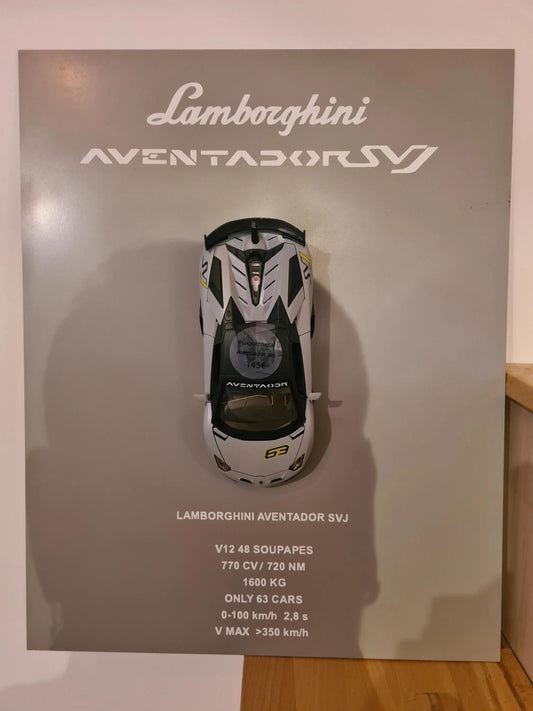 Lamborghini
AVENTADOR SVJ
145€
AVENTADOR
63
LAMBORGHINI AVENTADOR SVJ
V12 48 SOUPAPES
770 CV / 720 NM
1600 KG
ONLY 63 CARS
0-100 km/h 2,8 s
V MAX >350 km/h